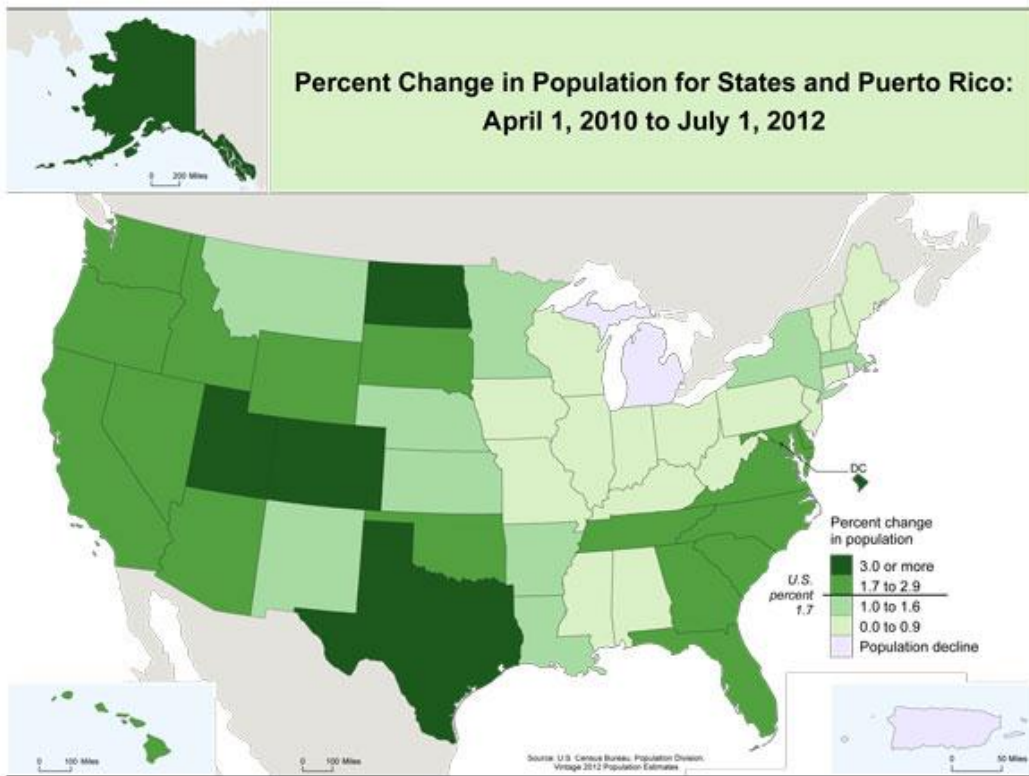 Percent Change in Population for States and Puerto Rico:
April 1, 2010 to July 1, 2012
0 200 Miles
DC
Percent change
in population
3.0 or more
1.7 to 2.9
U.S.
percent
1.7
1.0 to 1.6
0.0 to 0.9
Population decline
0 100 Miles
0 100 Miles
Source: U.S. Census Bureau, Population Division,
Vintage 2012 Population Estimates
0 50 Miles